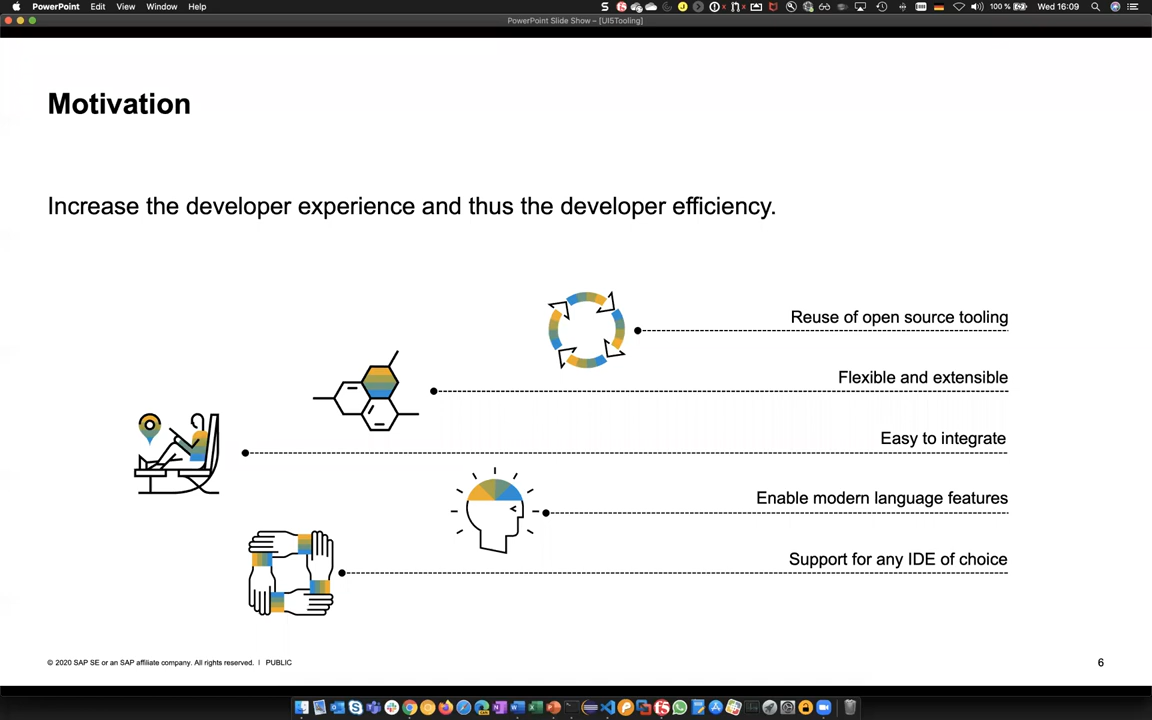 PowerPoint Edit View Window Help
100 % Wed 16:09
PowerPoint Slide Show – [UI5Tooling]
Motivation
Increase the developer experience and thus the developer efficiency.
Reuse of open source tooling
Flexible and extensible
Easy to integrate
Enable modern language features
Support for any IDE of choice
© 2020 SAP SE or an SAP affiliate company. All rights reserved. I PUBLIC
6